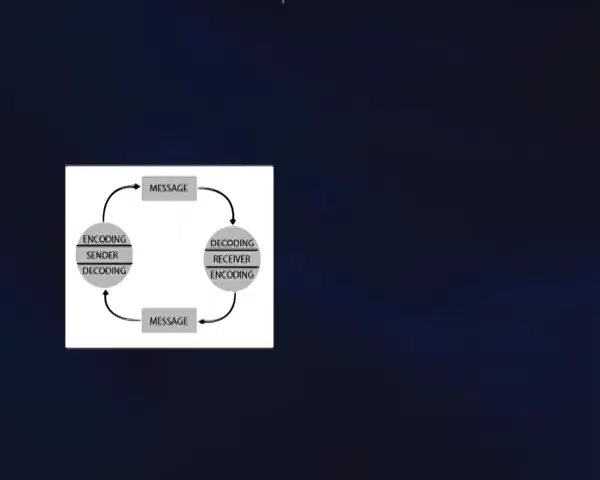 MESSAGE
ENCODING
SENDER
DECODING
DECODING
RECEIVER
ENCODING
MESSAGE